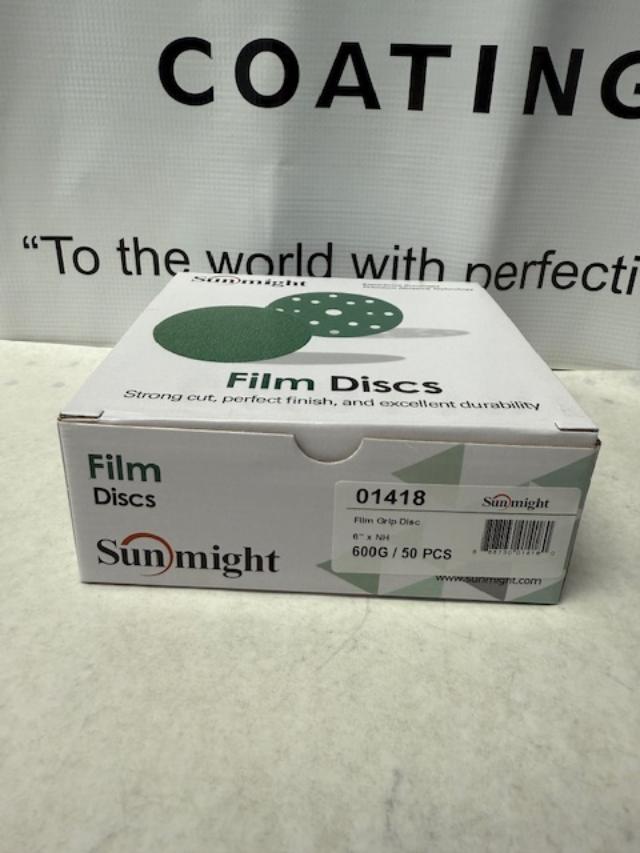 COATING
“To the world with perfecti
Sunmight
Film Discs
Strong cut, perfect finish, and excellent durability
Film
Discs
Sunmight
01418
Sunmight
Film Grip Disc
6" x NH
600G / 50 PCS
www.sunmight.com